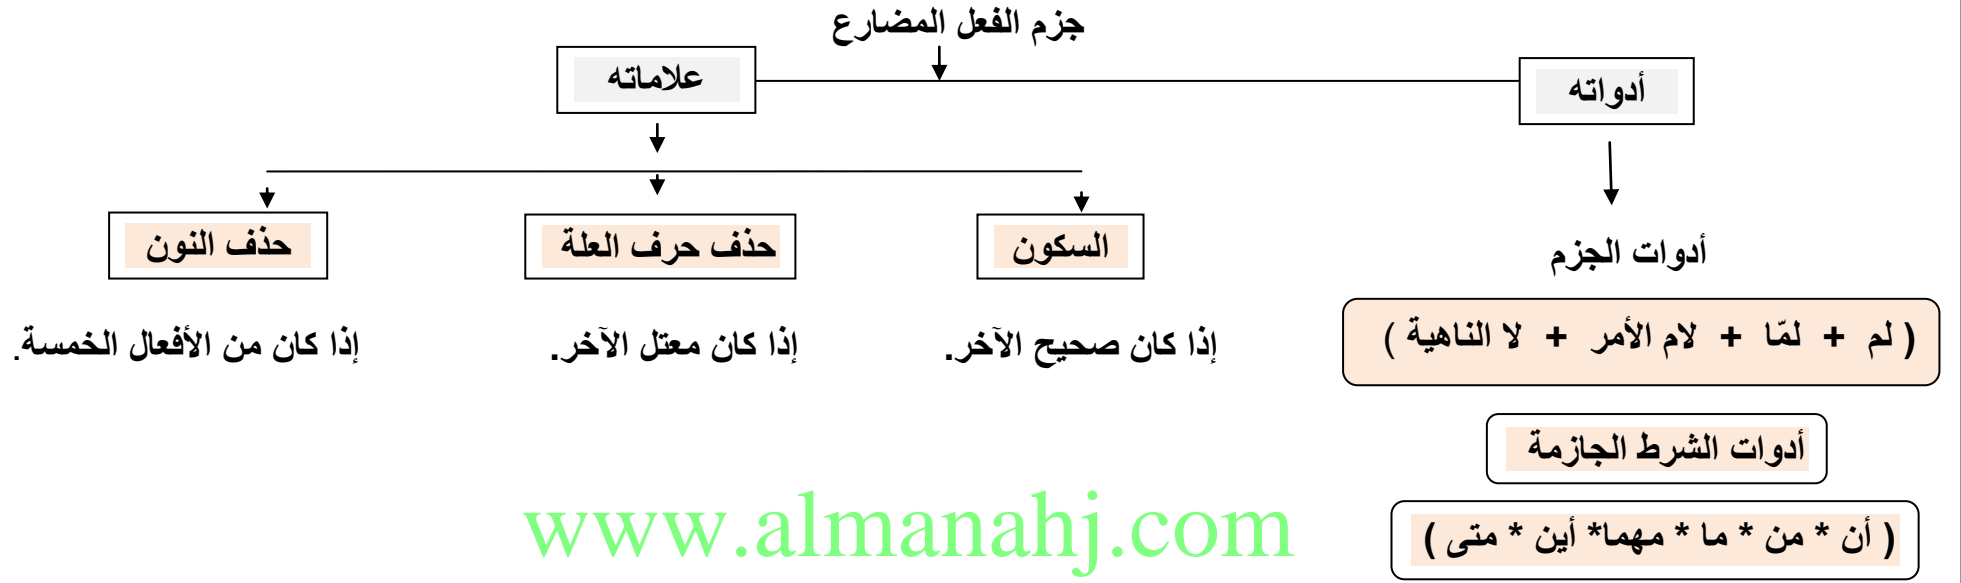 جزم الفعل المضارع
أدواته
علاماته
أدوات الجزم
( لم + لمّا + لام الأمر + لا الناهية )
أدوات الشرط الجازمة
( أن * من * ما * مهما* أين * متى )
السكون
إذا كان صحيح الآخر.
حذف حرف العلة
إذا كان معتل الآخر.
حذف النون
إذا كان من الأفعال الخمسة.
www.almanahj.com